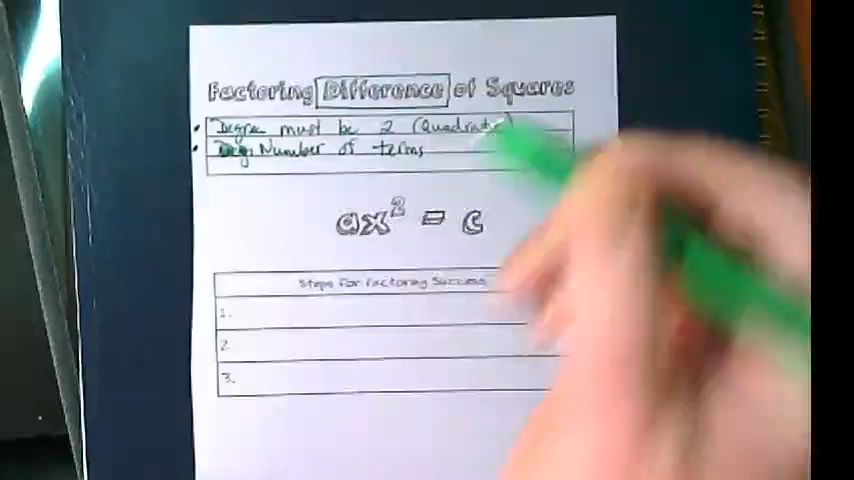 Factoring Difference of Squares
• Degree must be 2 (Quadratic)
• Number of terms
ax² = c
Steps for Factoring Success
1.
2.
3.